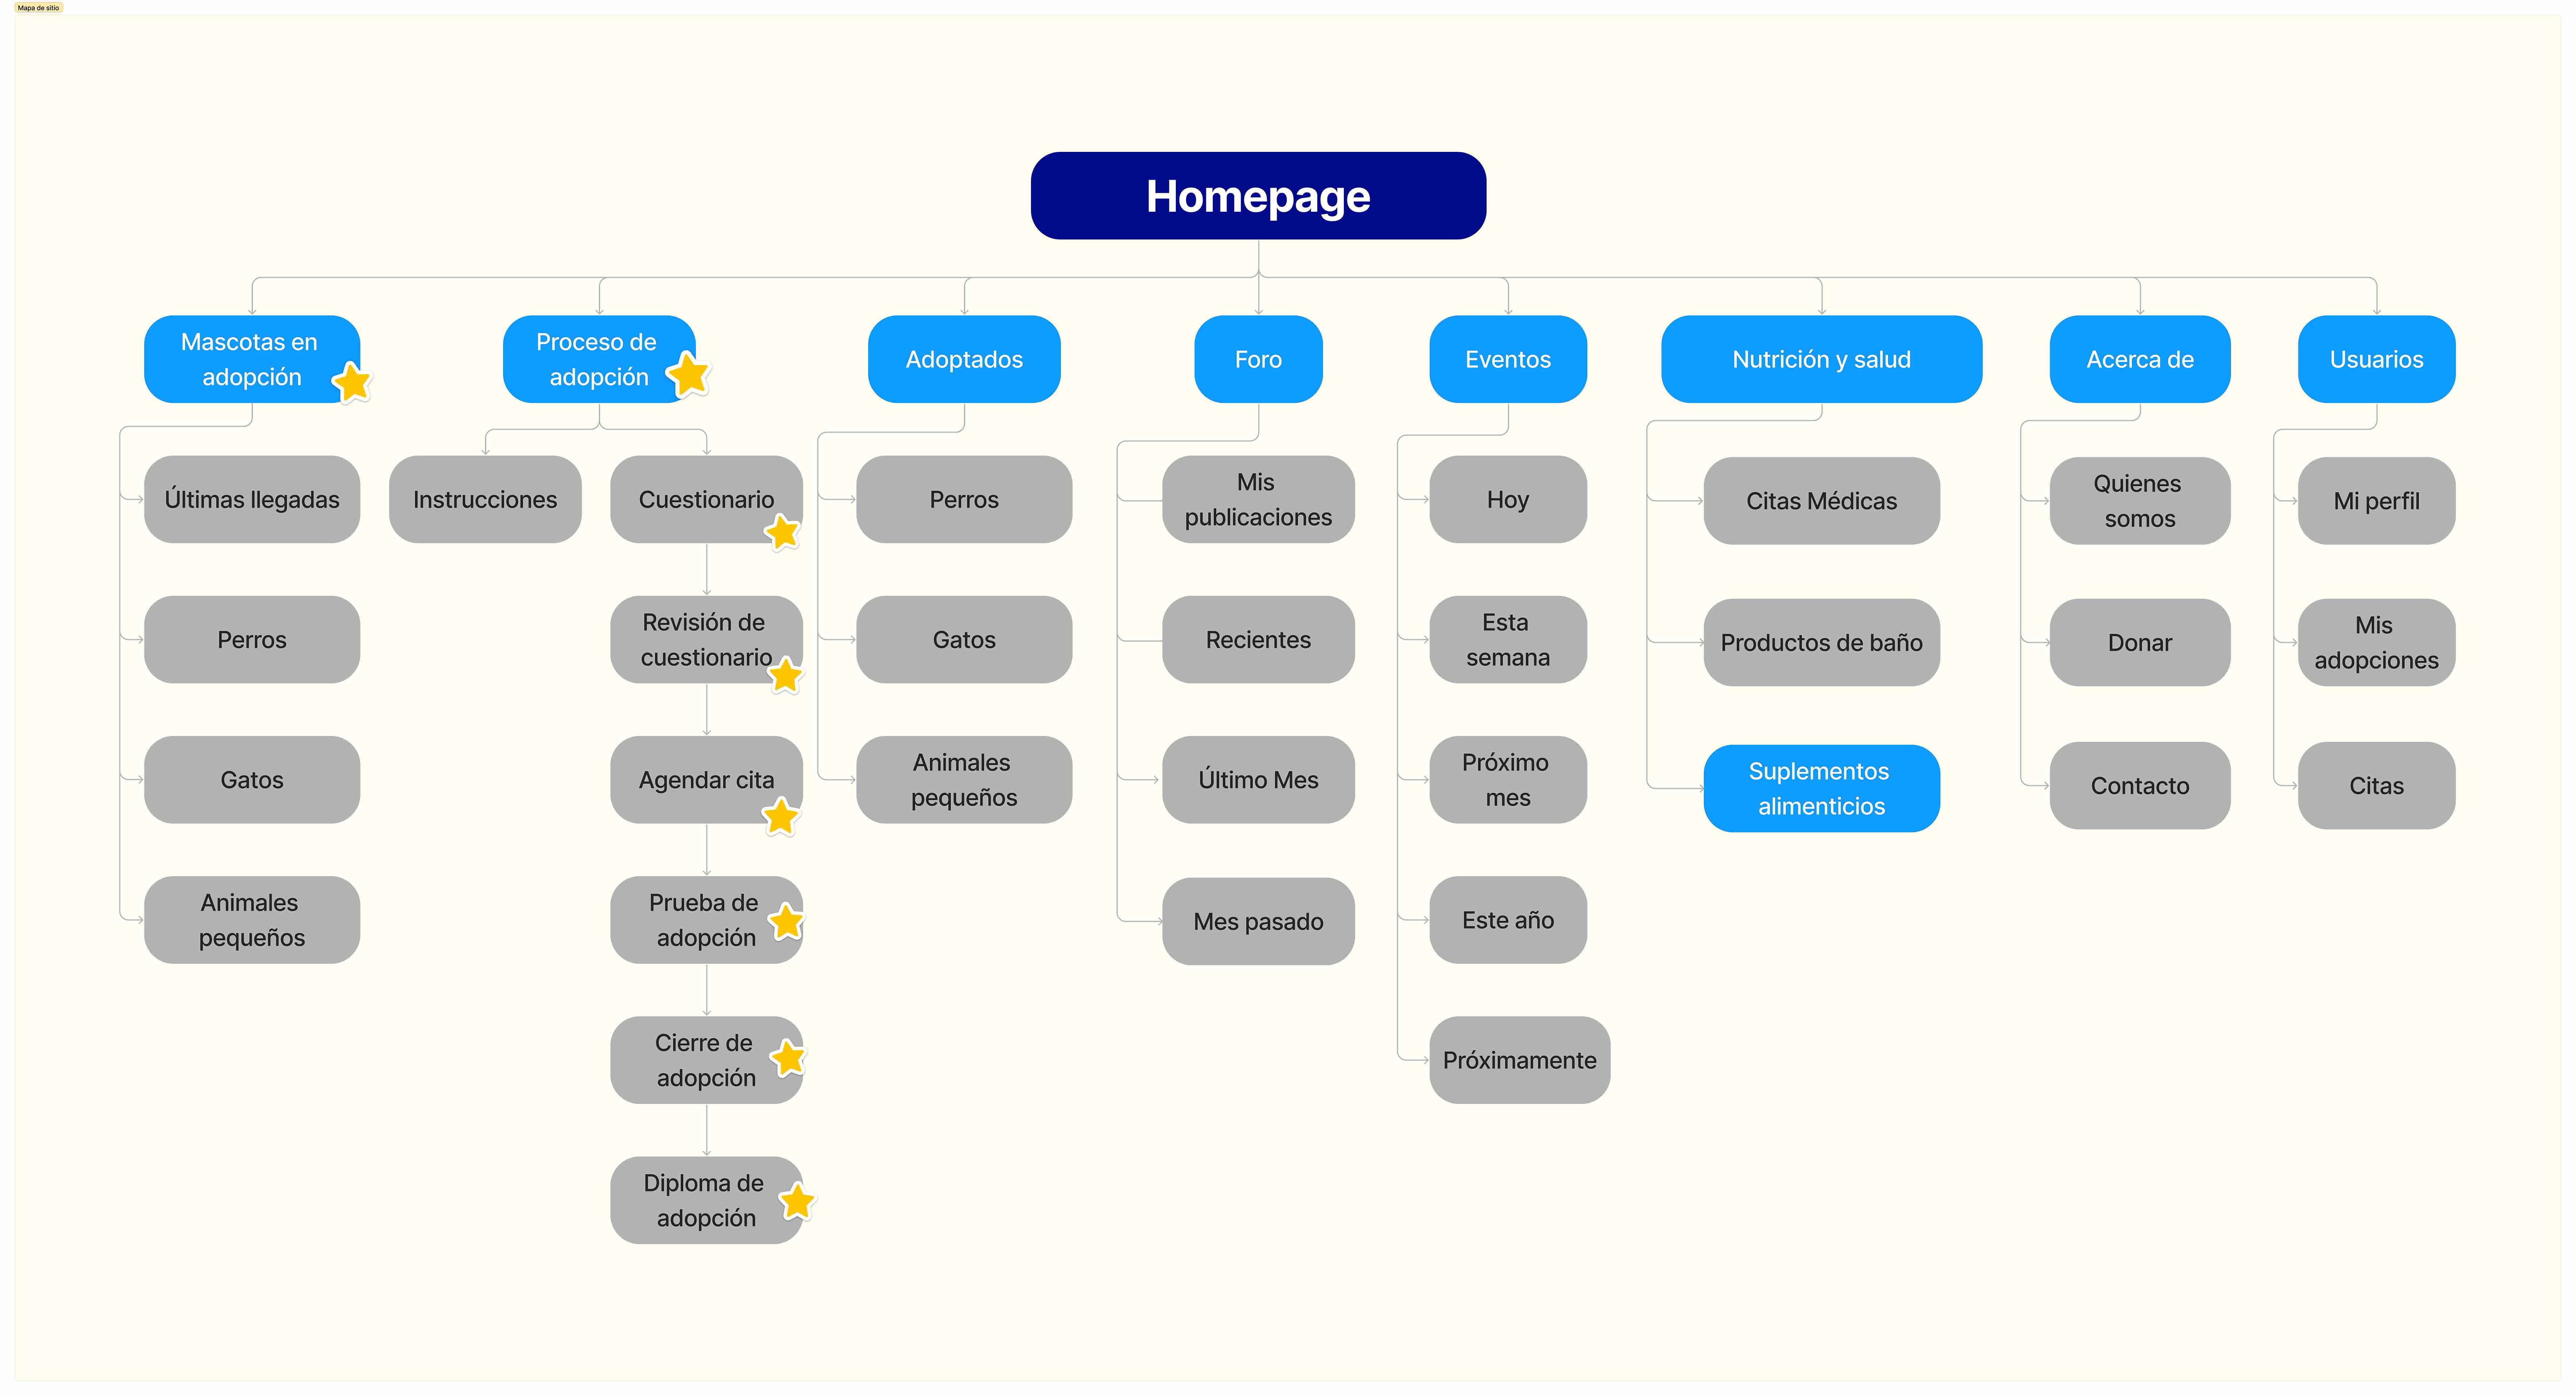 Mapa de sitio
Homepage
Mascotas en
adopción
Proceso de
adopción
Adoptados
Foro
Eventos
Nutrición y salud
Acerca de
Usuarios
Últimas llegadas
Perros
Gatos
Animales
pequeños
Instrucciones
Cuestionario
Revisión de
cuestionario
Agendar cita
Prueba de
adopción
Cierre de
adopción
Diploma de
adopción
Perros
Gatos
Animales
pequeños
Mis
publicaciones
Recientes
Último Mes
Mes pasado
Hoy
Esta
semana
Próximo
mes
Este año
Próximamente
Citas Médicas
Productos de baño
Suplementos
alimenticios
Quienes
somos
Donar
Contacto
Mi perfil
Mis
adopciones
Citas